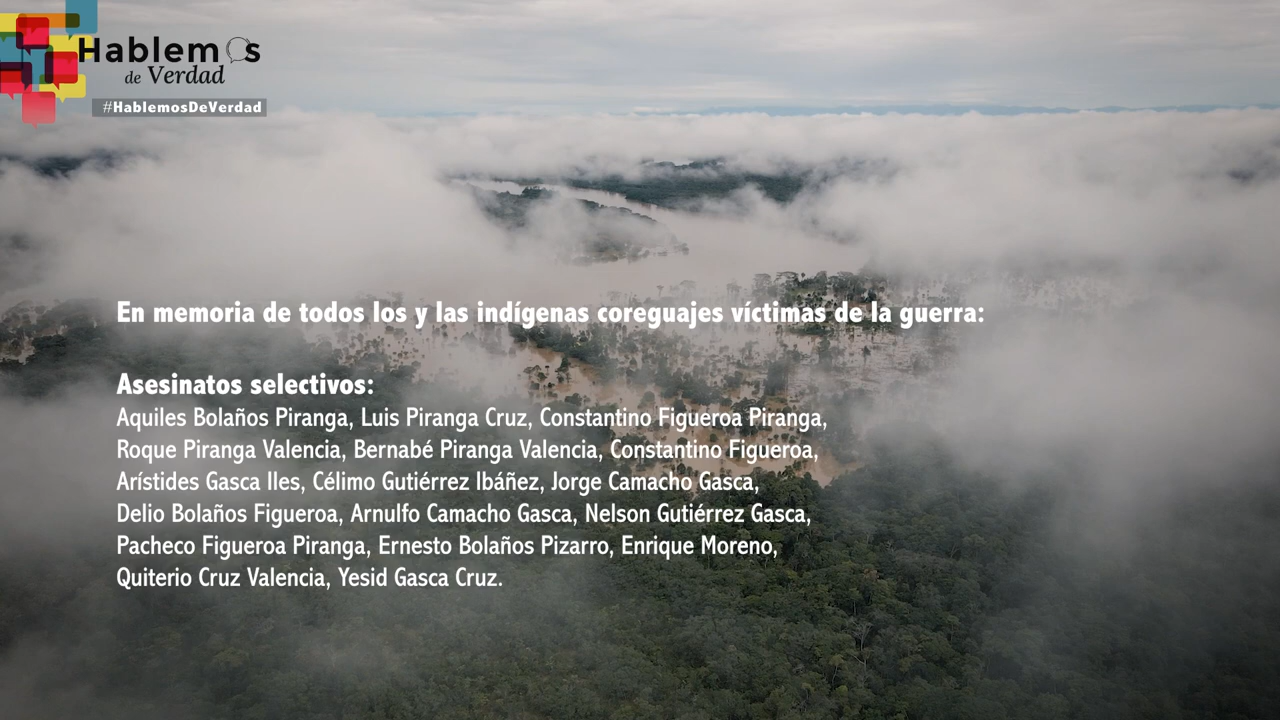 Hablemos
de Verdad
#HablemosDeVerdad
En memoria de todos los y las indígenas coreguajes víctimas de la guerra:
Asesinatos selectivos:
Aquiles Bolaños Piranga, Luis Piranga Cruz, Constantino Figueroa Piranga,
Roque Piranga Valencia, Bernabé Piranga Valencia, Constantino Figueroa,
Arístides Gasca Iles, Célimo Gutiérrez Ibáñez, Jorge Camacho Gasca,
Delio Bolaños Figueroa, Arnulfo Camacho Gasca, Nelson Gutiérrez Gasca,
Pacheco Figueroa Piranga, Ernesto Bolaños Pizarro, Enrique Moreno,
Quiterio Cruz Valencia, Yesid Gasca Cruz.